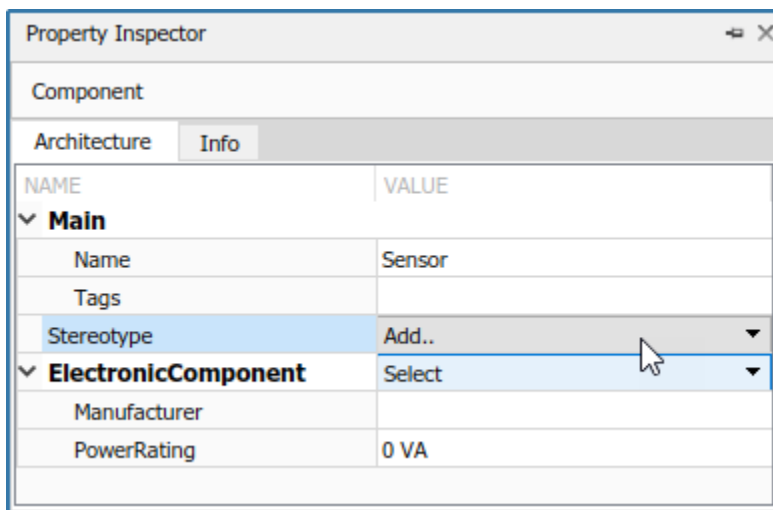 Property Inspector
Component
Architecture Info
NAME VALUE
Main
Name Sensor
Tags
Stereotype Add..
ElectronicComponent Select
Manufacturer
PowerRating 0 VA